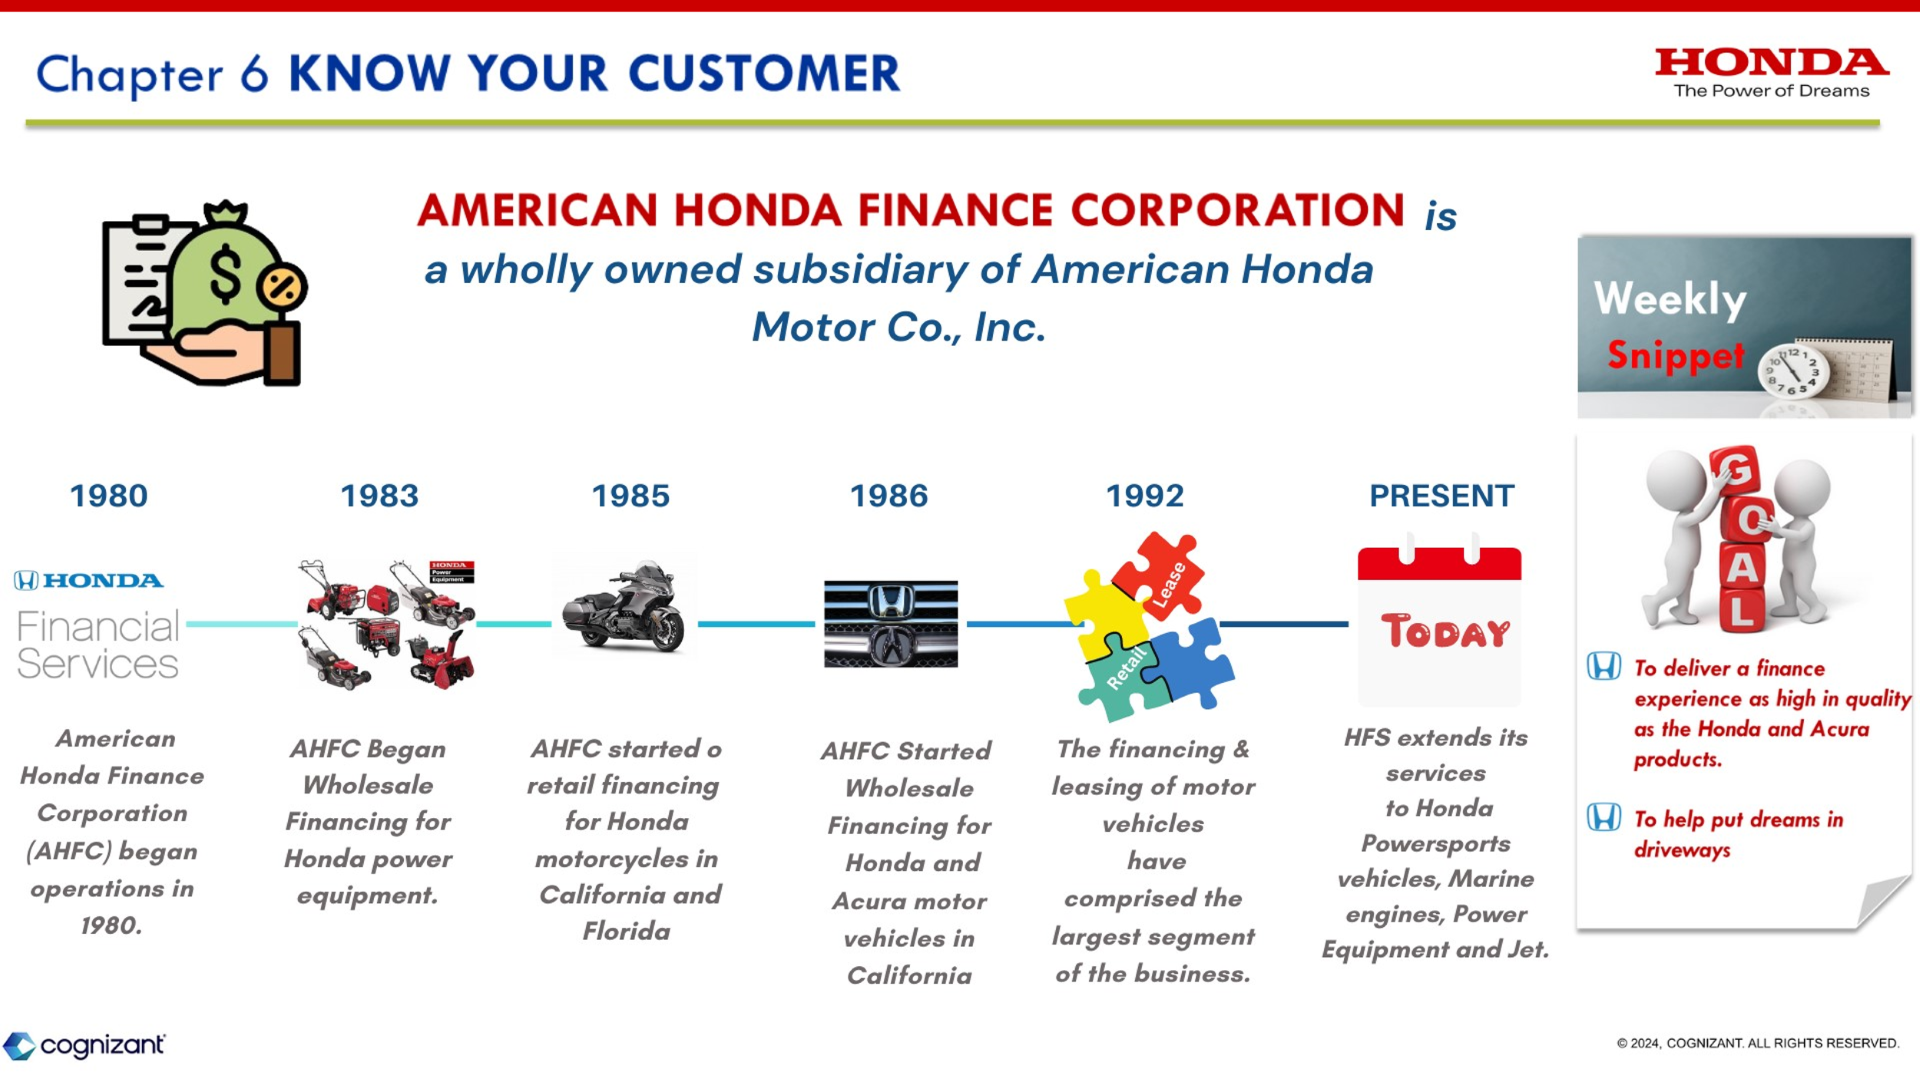 Chapter 6 KNOW YOUR CUSTOMER
HONDA
The Power of Dreams
AMERICAN HONDA FINANCE CORPORATION is
a wholly owned subsidiary of American Honda
Motor Co., Inc.
Weekly
Snippet
1980
HONDA
Financial
Services
American
Honda Finance
Corporation
(AHFC) began
operations in
1980.
1983
HONDA
Power
Equipment
AHFC Began
Wholesale
Financing for
Honda power
equipment.
1985
AHFC started o
retail financing
for Honda
motorcycles in
California and
Florida
1986
AHFC Started
Wholesale
Financing for
Honda and
Acura motor
vehicles in
California
1992
Lease
Retail
The financing &
leasing of motor
vehicles
have
comprised the
largest segment
of the business.
PRESENT
TODAY
HFS extends its
services
to Honda
Powersports
vehicles, Marine
engines, Power
Equipment and Jet.
G
O
A
L
To deliver a finance
experience as high in quality
as the Honda and Acura
products.
To help put dreams in
driveways
cognizant
© 2024, COGNIZANT. ALL RIGHTS RESERVED.